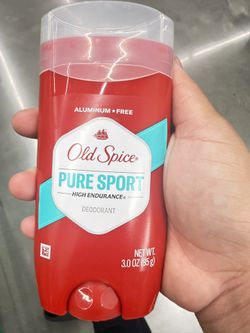 ALUMINUM • FREE
Old Spice
PURE SPORT
HIGH ENDURANCE
DEODORANT
NET WT.
3.0 OZ (85g)